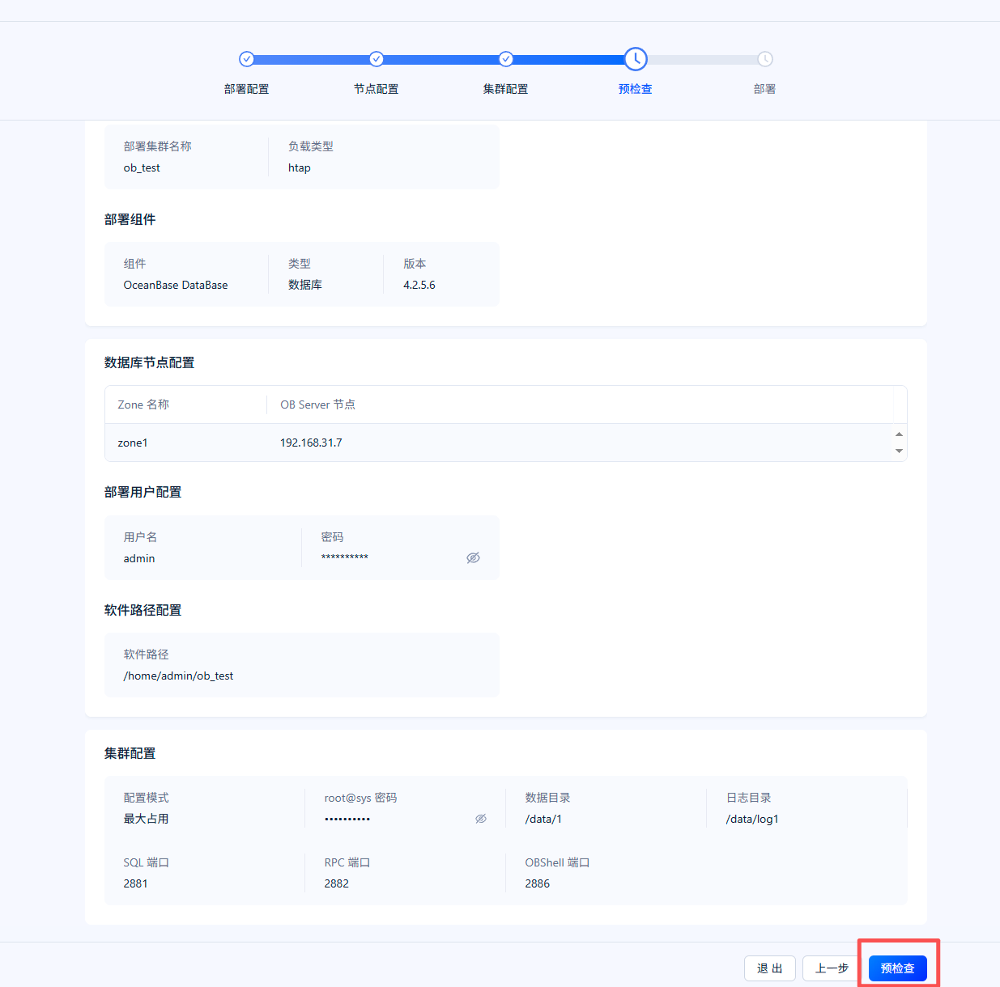 部署配置 节点配置 集群配置 预检查 部署
部署集群名称 负载类型
ob_test htap
部署组件
组件 类型 版本
OceanBase DataBase 数据库 4.2.5.6
数据库节点配置
Zone 名称 OB Server 节点
zone1 192.168.31.7
部署用户配置
用户名 密码
admin **********
软件路径配置
软件路径
/home/admin/ob_test
集群配置
配置模式 root@sys 密码 数据目录 日志目录
最大占用 •••••••••• /data/1 /data/log1
SQL 端口 RPC 端口 OBShell 端口
2881 2882 2886
退 出 上一步 预检查